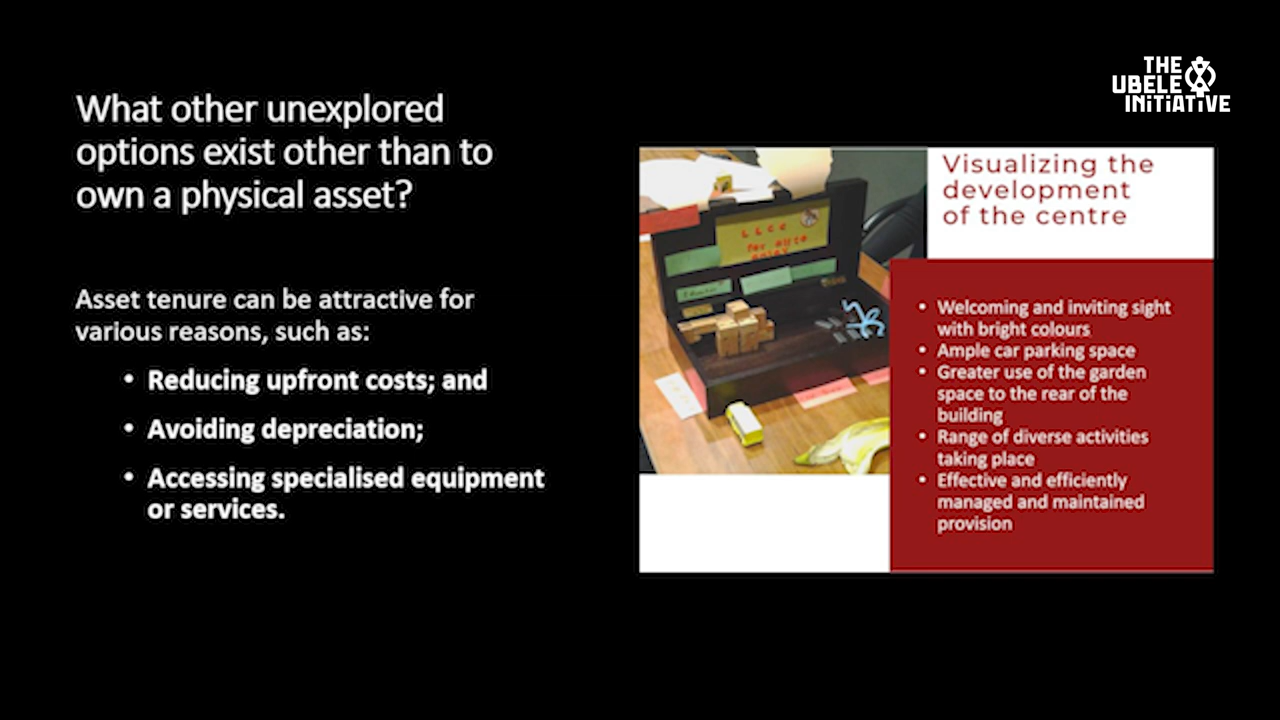 THE
UBELE
INITIATIVE
What other unexplored
options exist other than to
own a physical asset?
Asset tenure can be attractive for
various reasons, such as:
• Reducing upfront costs; and
• Avoiding depreciation;
• Accessing specialised equipment
or services.
Visualizing the
development
of the centre
LLCC
for all to
• Welcoming and inviting sight
with bright colours
• Ample car parking space
• Greater use of the garden
space to the rear of the
building
• Range of diverse activities
taking place
• Effective and efficiently
managed and maintained
provision